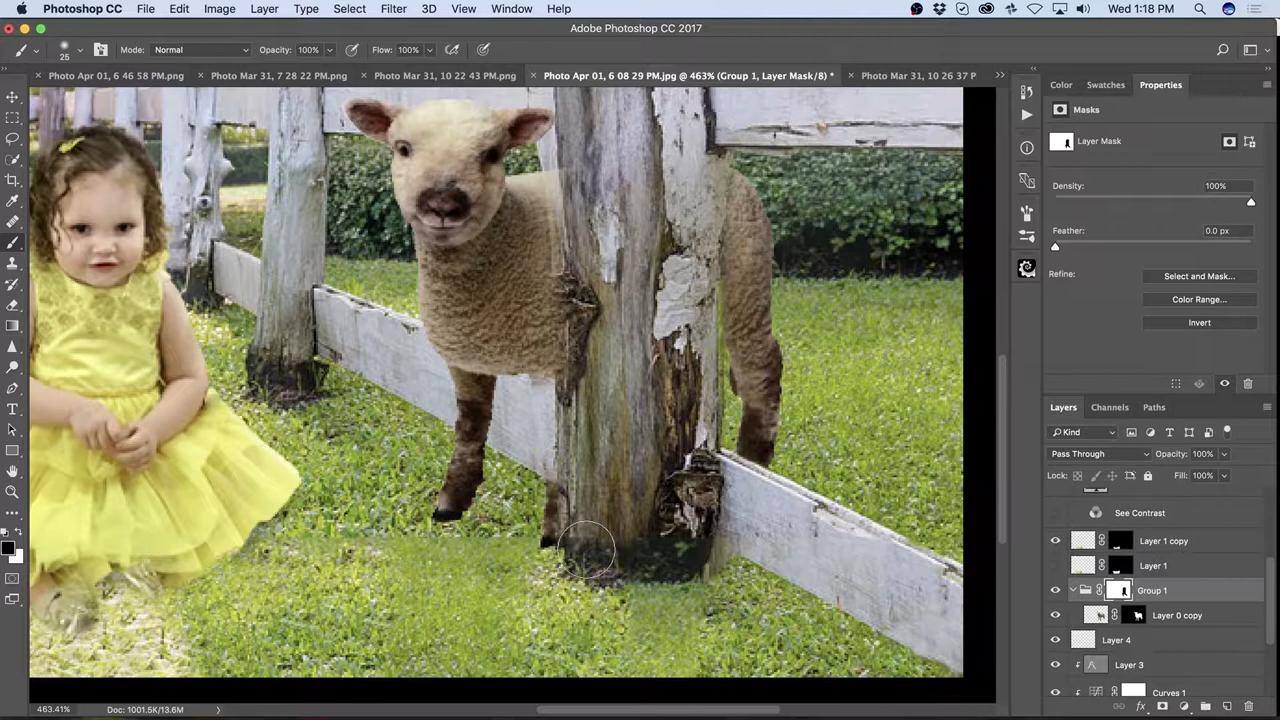 Photoshop CC File Edit Image Layer Type Select Filter 3D View Window Help Wed 1:18 PM
Adobe Photoshop CC 2017
25 Mode: Normal Opacity: 100% Flow: 100%
Photo Apr 01, 6 46 58 PM.png Photo Mar 31, 7 28 22 PM.png Photo Mar 31, 10 22 43 PM.png Photo Apr 01, 6 08 29 PM.jpg @ 463% (Group 1, Layer Mask/8) * Photo Mar 31, 10 26 37 P
Color Swatches Properties
Masks
Layer Mask
Density: 100%
Feather: 0.0 px
Refine: Select and Mask...
Color Range...
Invert
Layers Channels Paths
Kind
Pass Through Opacity: 100%
Lock: Fill: 100%
See Contrast
Layer 1 copy
Layer 1
Group 1
Layer 0 copy
Layer 4
Layer 3
Curves 1
463.41% Doc: 1001.5K/13.6M